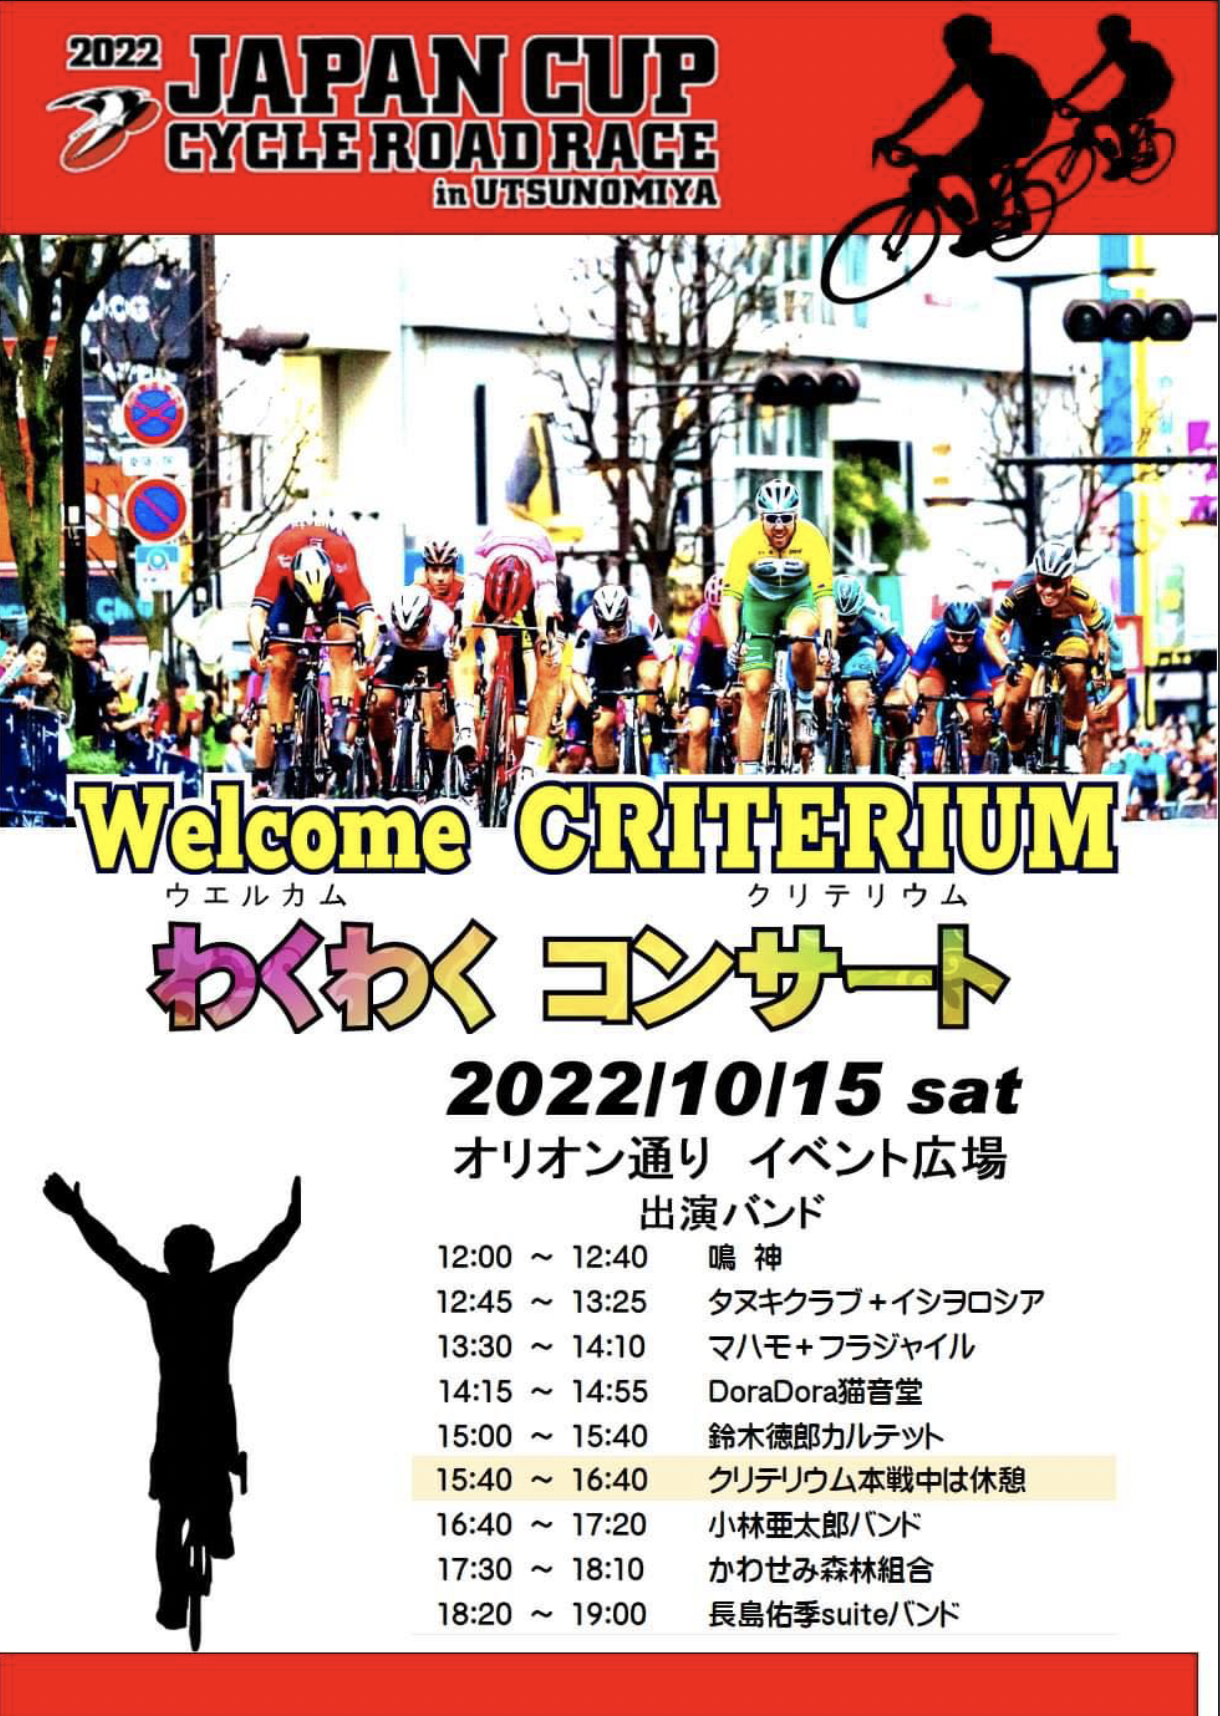 2022 JAPAN CUP
CYCLE ROAD RACE
in UTSUNOMIYA
Welcome CRITERIUM
ウエルカム クリテリウム
わくわく コンサート
2022/10/15 sat
オリオン通り イベント広場
出演バンド
12:00 ～ 12:40 鳴 神
12:45 ～ 13:25 タヌキクラブ+イシヲロシア
13:30 ～ 14:10 マハモ+フラジャイル
14:15 ～ 14:55 DoraDora猫音堂
15:00 ～ 15:40 鈴木徳郎カルテット
15:40 ～ 16:40 クリテリウム本戦中は休憩
16:40 ～ 17:20 小林亜太郎バンド
17:30 ～ 18:10 かわせみ森林組合
18:20 ～ 19:00 長島佑季suiteバンド